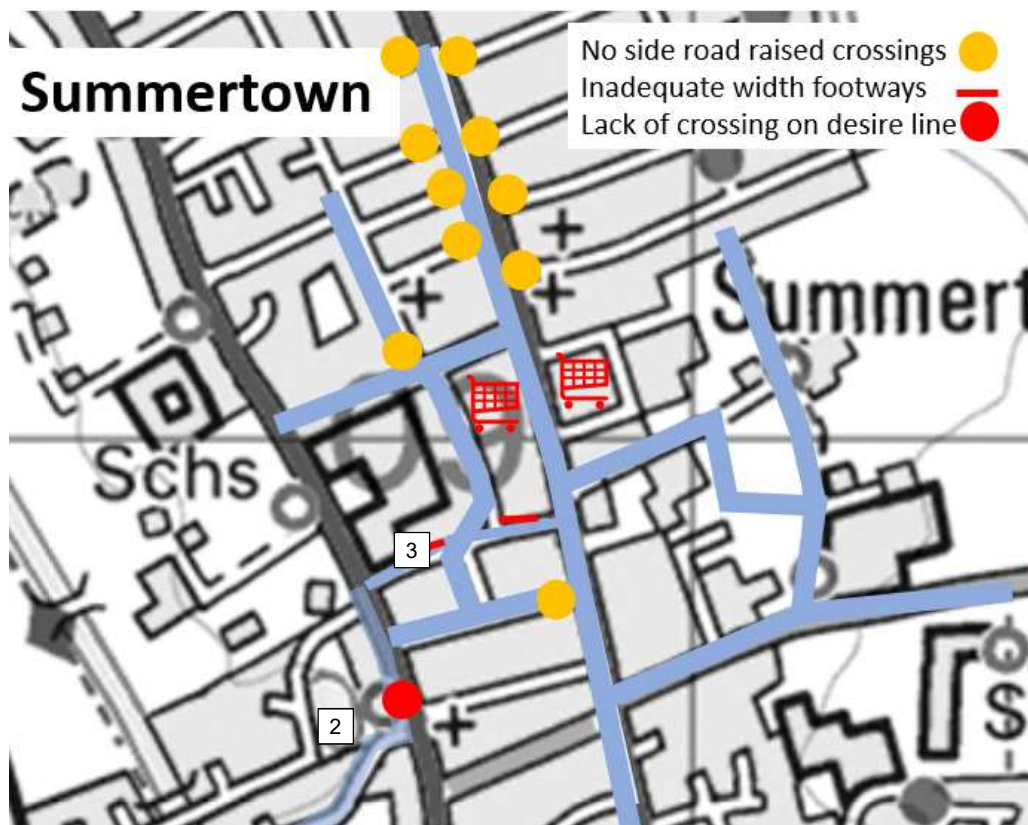 No side road raised crossings
Inadequate width footways
Lack of crossing on desire line
Summertown
Summert
Schs
3
2
S